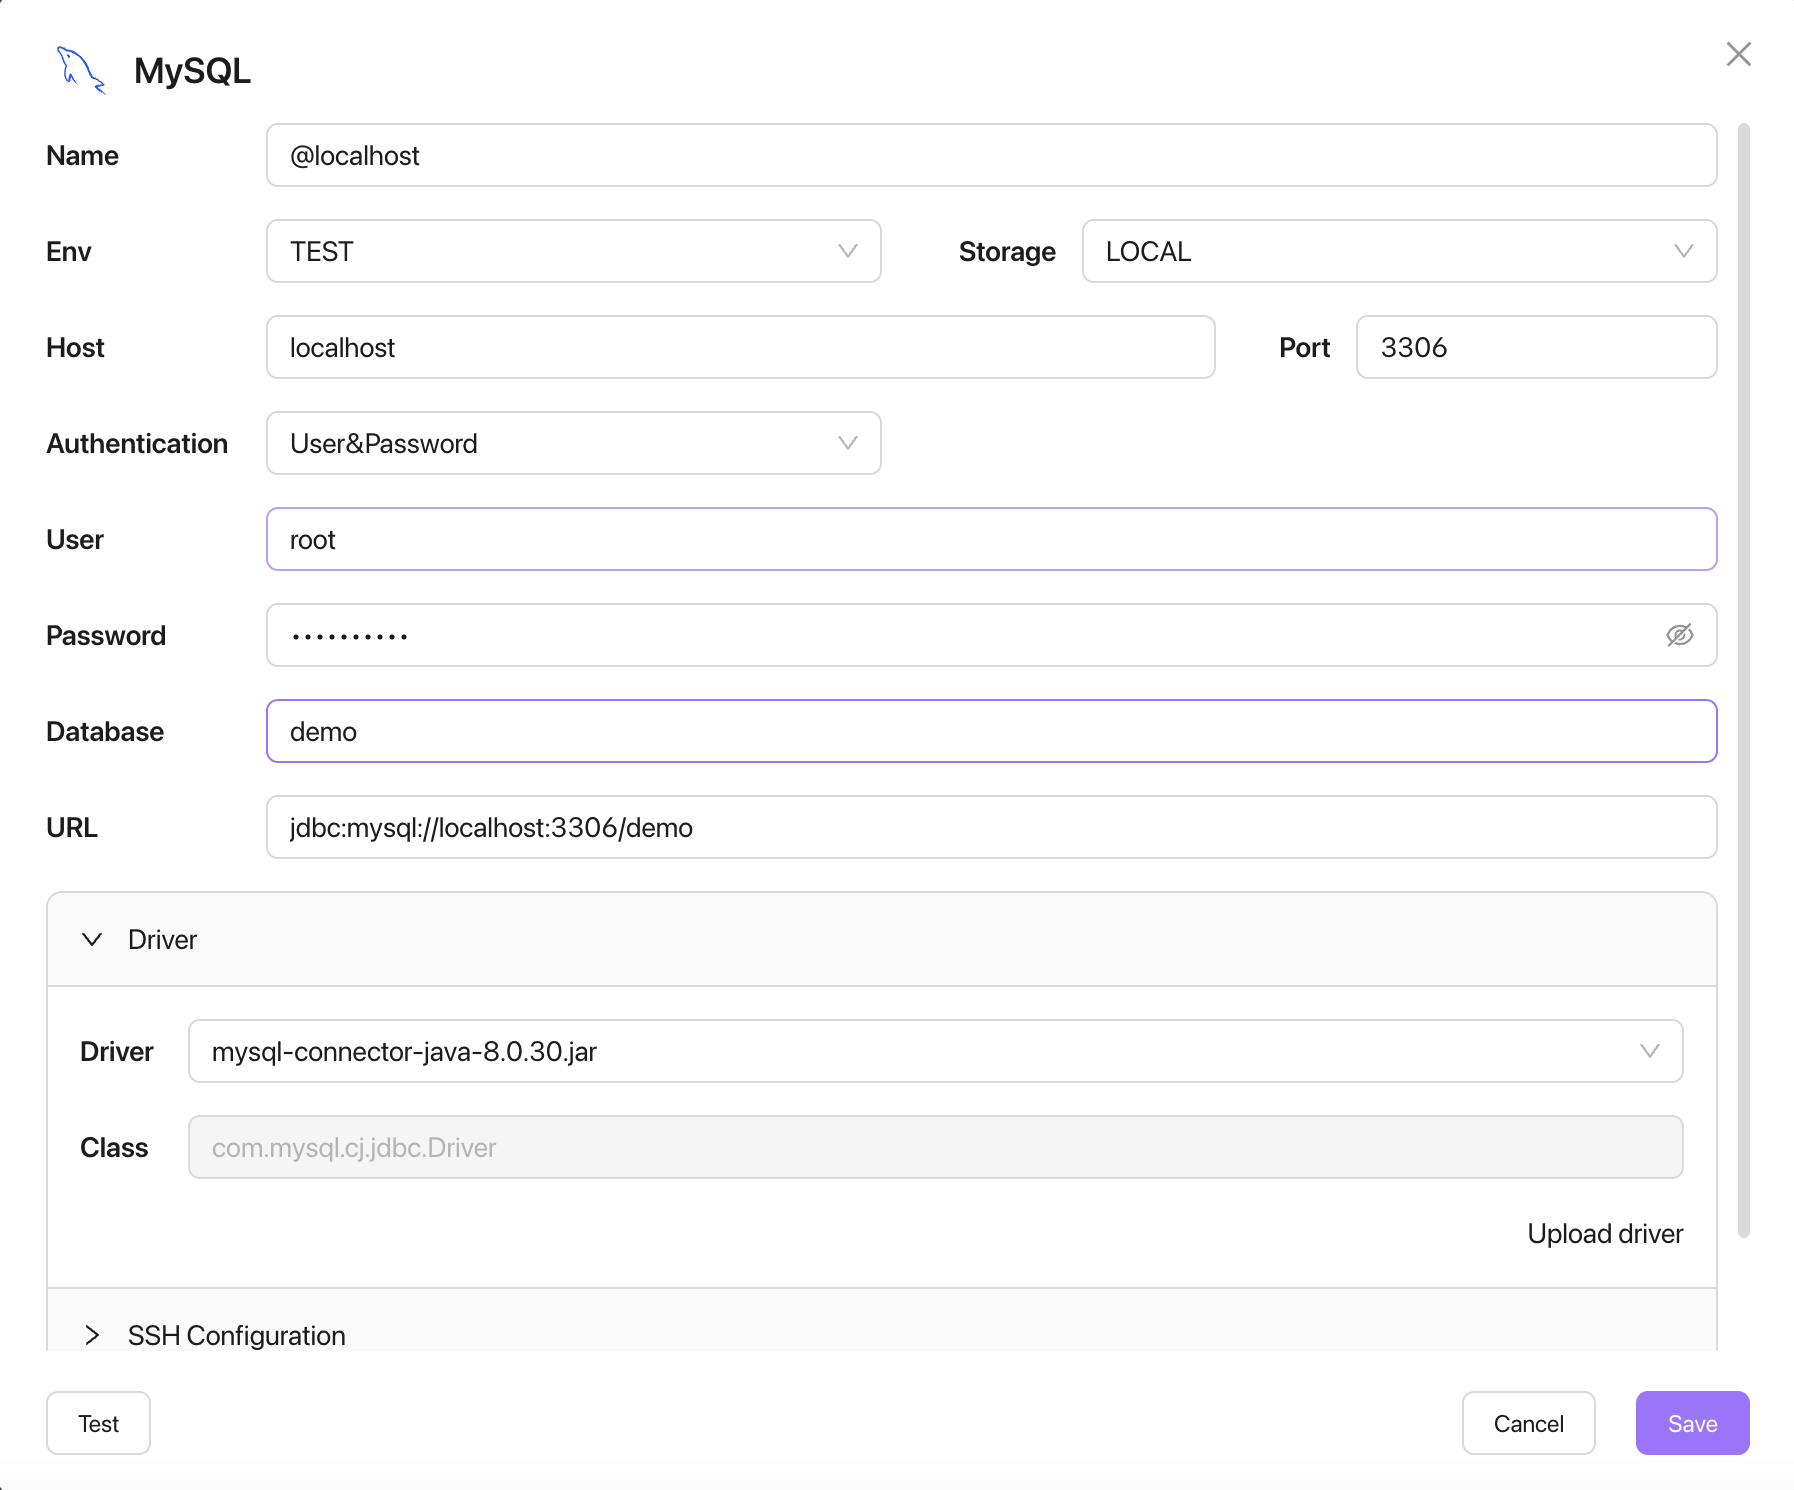 MySQL
Name @localhost
Env TEST Storage LOCAL
Host localhost Port 3306
Authentication User&Password
User root
Password ••••••••••
Database demo
URL jdbc:mysql://localhost:3306/demo
Driver
Driver mysql-connector-java-8.0.30.jar
Class com.mysql.cj.jdbc.Driver
Upload driver
SSH Configuration
Test Cancel Save